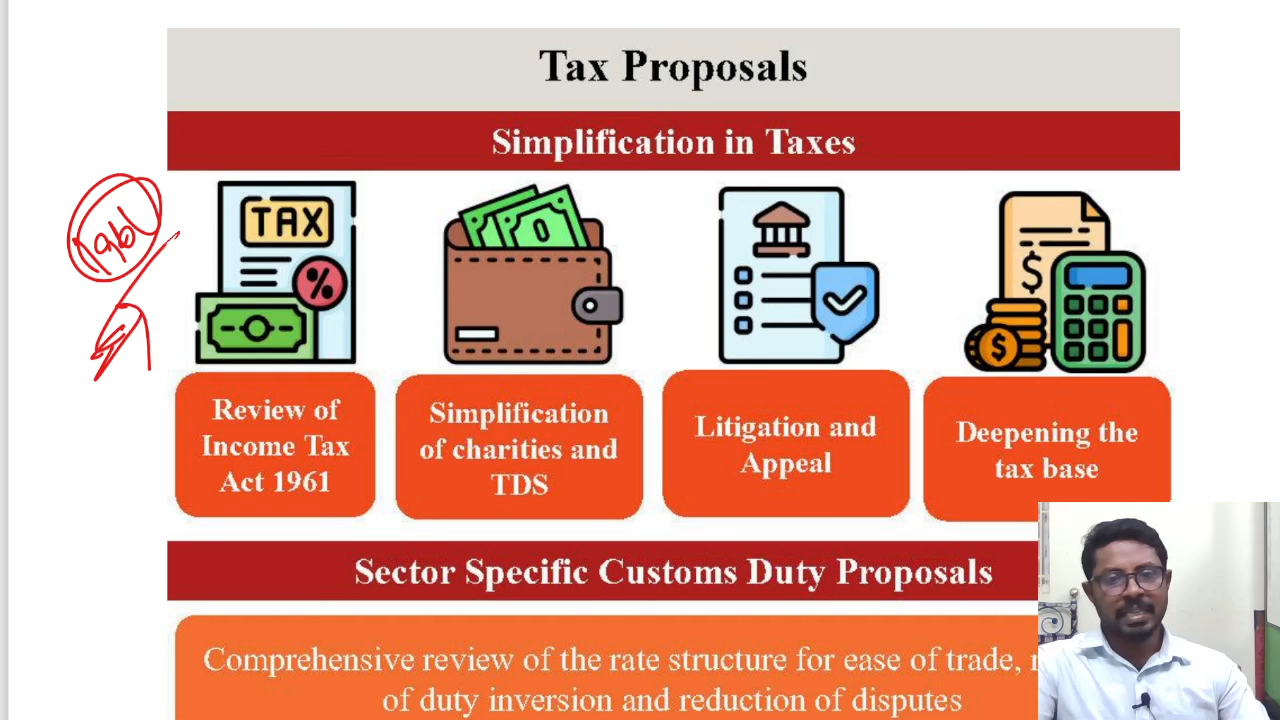 Tax Proposals
Simplification in Taxes
TAX
%
$
$
Review of
Income Tax
Act 1961
Simplification
of charities and
TDS
Litigation and
Appeal
Deepening the
tax base
Sector Specific Customs Duty Proposals
Comprehensive review of the rate structure for ease of trade,
of duty inversion and reduction of disputes